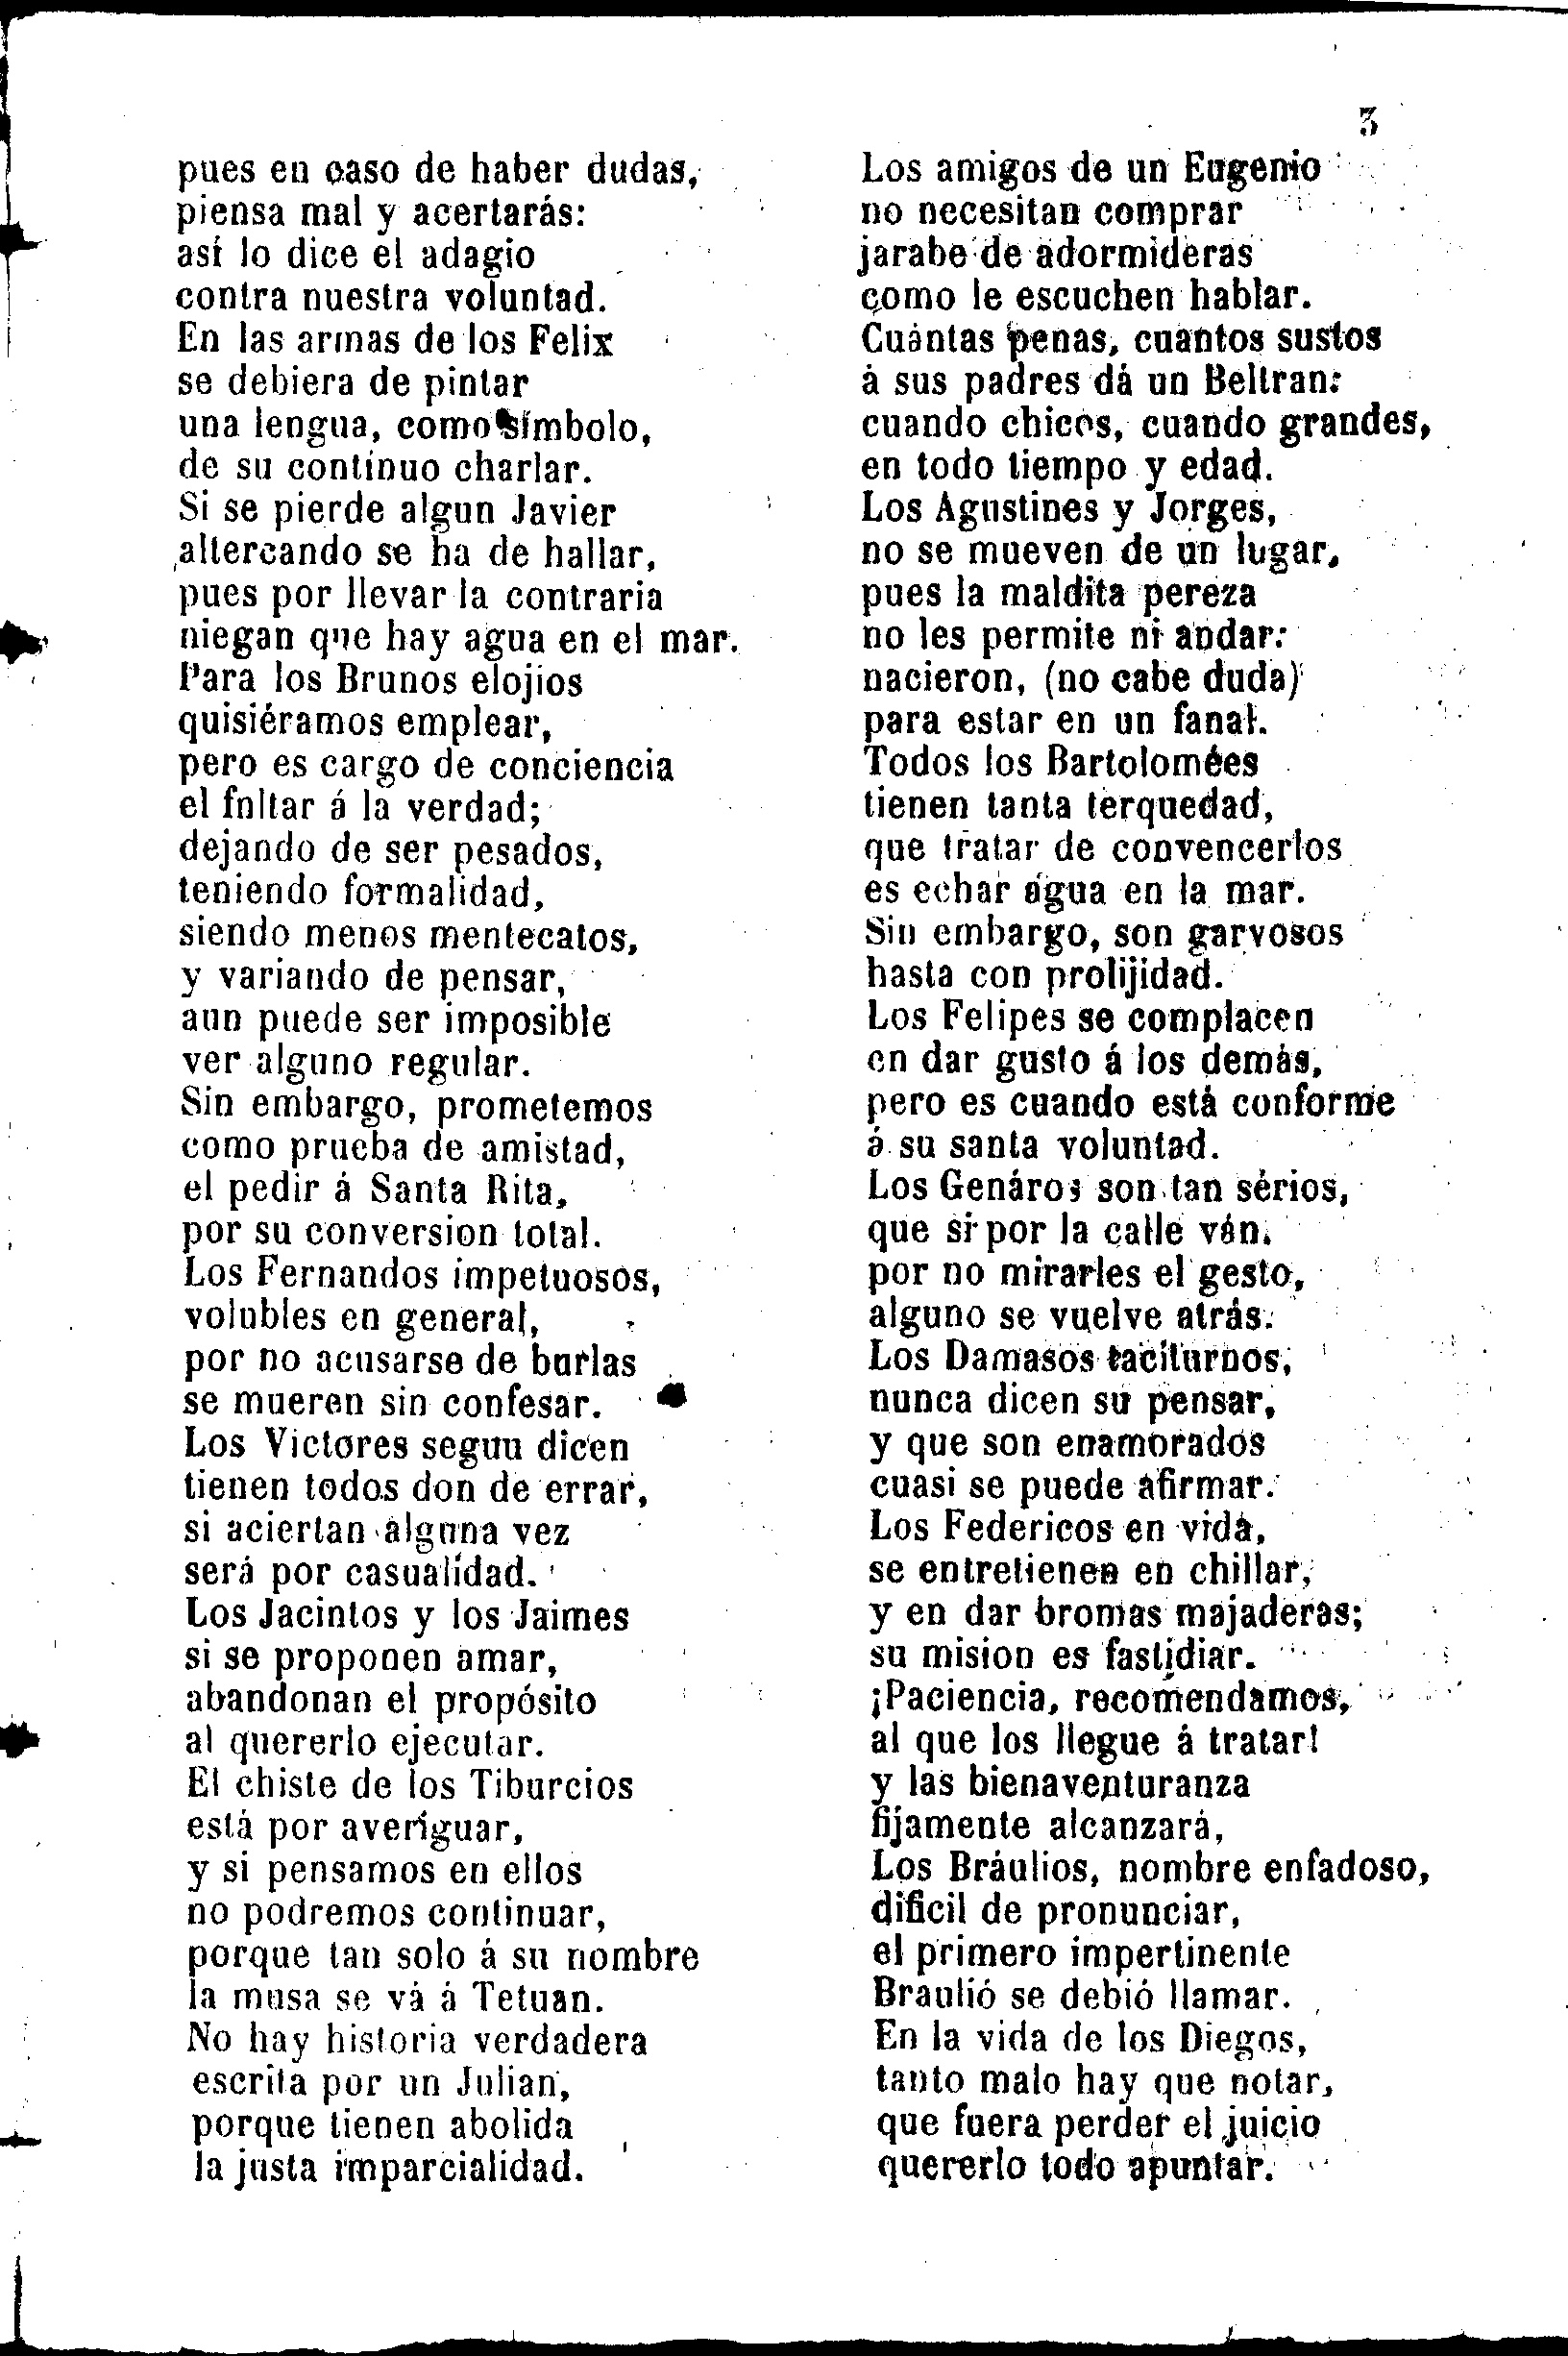 3
pues en caso de haber dudas,
piensa mal y acertarás:
así lo dice el adagio
contra nuestra voluntad.
En las armas de los Felix
se debiera de pintar
una lengua, como símbolo,
de su contínuo charlar.
Si se pierde algun Javier
altercando se ha de hallar,
pues por llevar la contraria
niegan que hay agua en el mar.
Para los Brunos elojios
quisiéramos emplear,
pero es cargo de conciencia
el faltar á la verdad;
dejando de ser pesados,
teniendo formalidad,
siendo menos mentecatos,
y variando de pensar,
aun puede ser imposible
ver alguno regular.
Sin embargo, prometemos
como prueba de amistad,
el pedir á Santa Rita,
por su conversion total.
Los Fernandos impetuosos,
volubles en general,
por no acusarse de burlas
se mueren sin confesar.
Los Victores seguu dicen
tienen todos don de errar,
si aciertan alguna vez
será por casualidad.
Los Jacintos y los Jaimes
si se proponen amar,
abandonan el propósito
al quererlo ejecutar.
El chiste de los Tiburcios
está por averiguar,
y si pensamos en ellos
no podremos continuar,
porque tan solo á su nombre
la musa se vá á Tetuan.
No hay historia verdadera
escrita por un Julian,
porque tienen abolida
la justa imparcialidad.
Los amigos de un Eugenio
no necesitan comprar
jarabe de adormideras
como le escuchen hablar.
Cuántas penas, cuantos sustos
á sus padres dá un Beltran:
cuando chicos, cuando grandes,
en todo tiempo y edad.
Los Agustines y Jorges,
no se mueven de un lugar,
pues la maldita pereza
no les permite ni andar:
nacieron, (no cabe duda)
para estar en un fanal.
Todos los Bartolomées
tienen tanta terquedad,
que tratar de convencerlos
es echar agua en la mar.
Sin embargo, son garvosos
hasta con prolijidad.
Los Felipes se complacen
en dar gusto á los demás,
pero es cuando está conforme
á su santa voluntad.
Los Genáros son tan sérios,
que si por la calle ván.
por no mirarles el gesto,
alguno se vuelve atrás.
Los Damasos taciturnos,
nunca dicen su pensar,
y que son enamorados
cuasi se puede afirmar.
Los Federicos en vida,
se entretienen en chillar,
y en dar bromas majaderas;
su mision es fastidiar.
¡Paciencia, recomendamos,
al que los llegue á tratar!
y las bienaventuranza
fijamente alcanzará,
Los Bráulios, nombre enfadoso,
dificil de pronunciar,
el primero impertinente
Braulió se debió llamar.
En la vida de los Diegos,
tanto malo hay que notar,
que fuera perder el juicio
quererlo todo apuntar.